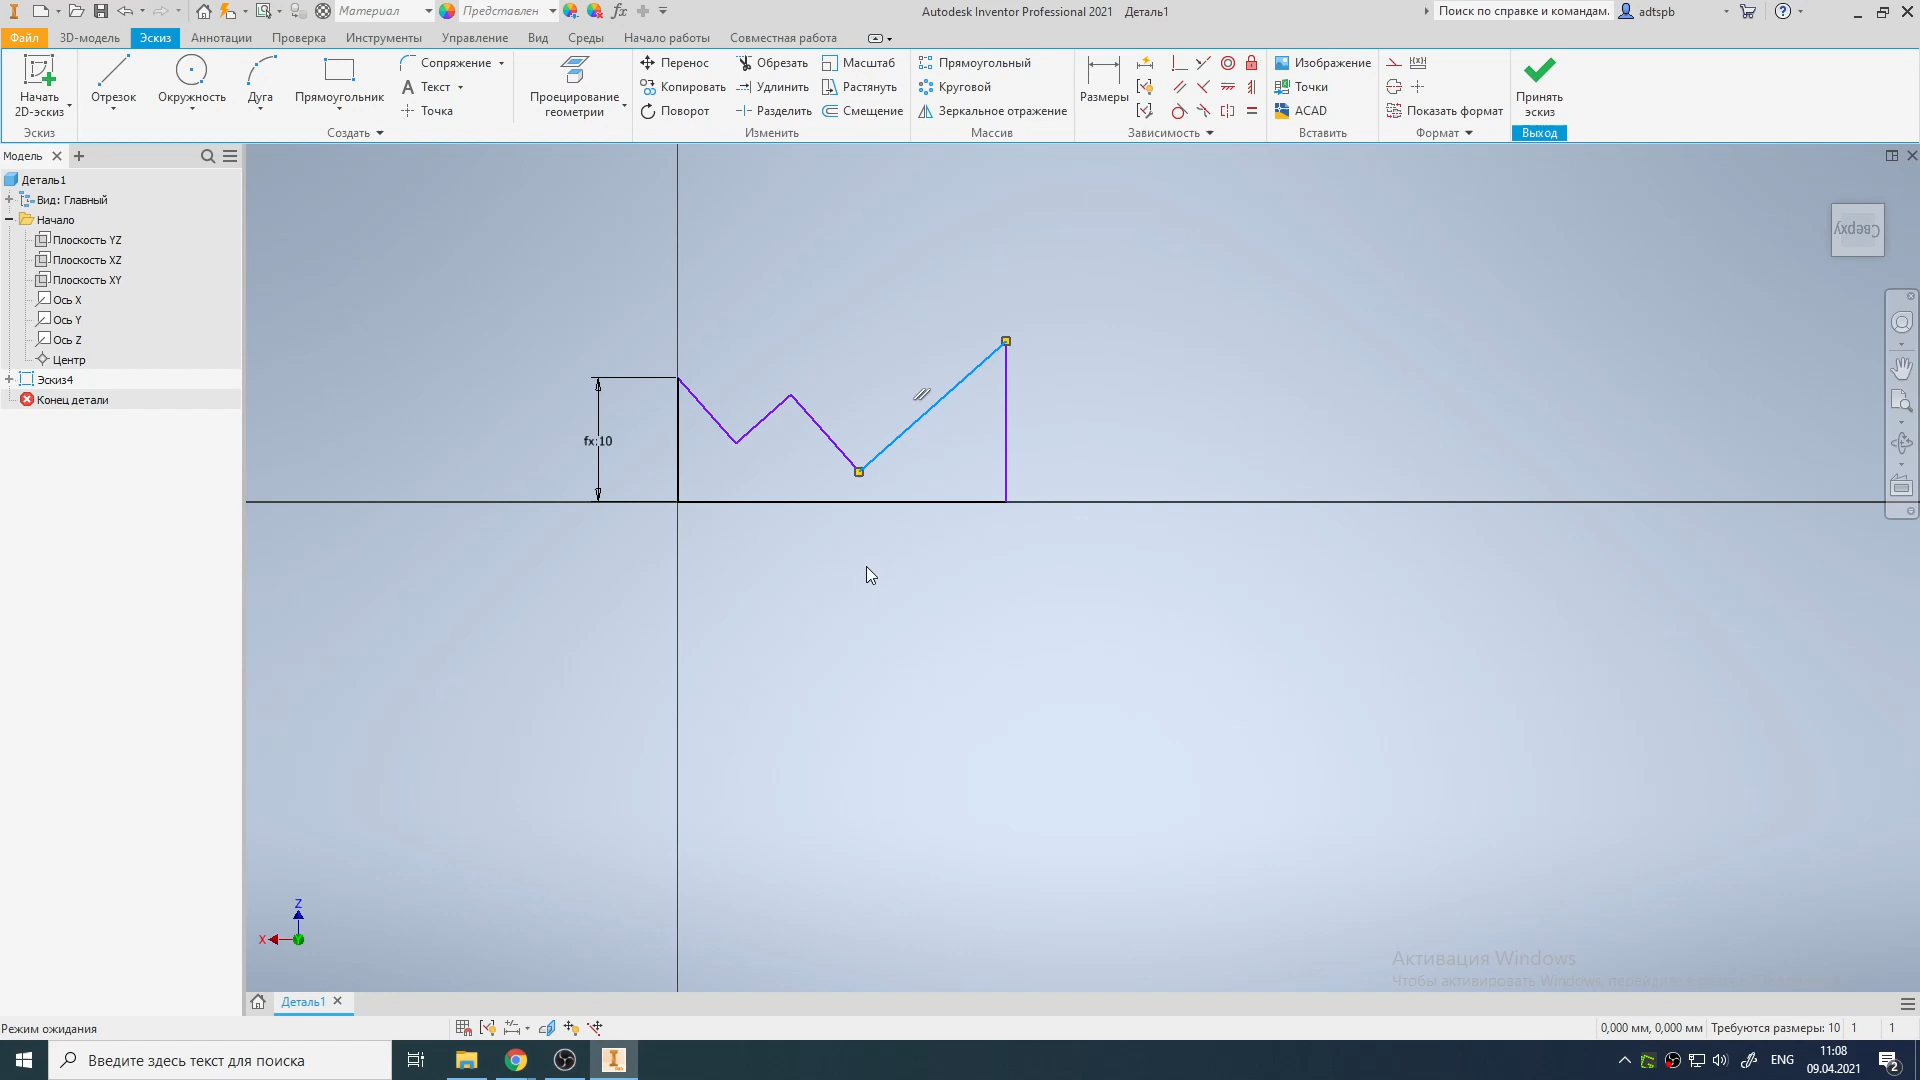 Материал
Представлен
fx
Autodesk Inventor Professional 2021 Деталь1
Поиск по справке и командам.
adtspb
Файл 3D-модель Эскиз Аннотации Проверка Инструменты Управление Вид Среды Начало работы Совместная работа
Начать
2D-эскиз
Эскиз
Отрезок
Окружность
Дуга
Прямоугольник
Сопряжение
Текст
Точка
Создать
Проецирование
геометрии
Перенос
Копировать
Поворот
Обрезать
Удлинить
Разделить
Масштаб
Растянуть
Смещение
Изменить
Прямоугольный
Круговой
Зеркальное отражение
Массив
Размеры
Зависимость
Изображение
Точки
ACAD
Вставить
Показать формат
Формат
Принять
эскиз
Выход
Модель
Деталь1
Вид: Главный
Начало
Плоскость YZ
Плоскость XZ
Плоскость XY
Ось X
Ось Y
Ось Z
Центр
Эскиз4
Конец детали
Сверху
fx:10
Z
X
Активация Windows
Деталь1
Режим ожидания
0,000 мм, 0,000 мм Требуются размеры: 10 1 1
Введите здесь текст для поиска
ENG
11:08
09.04.2021
2